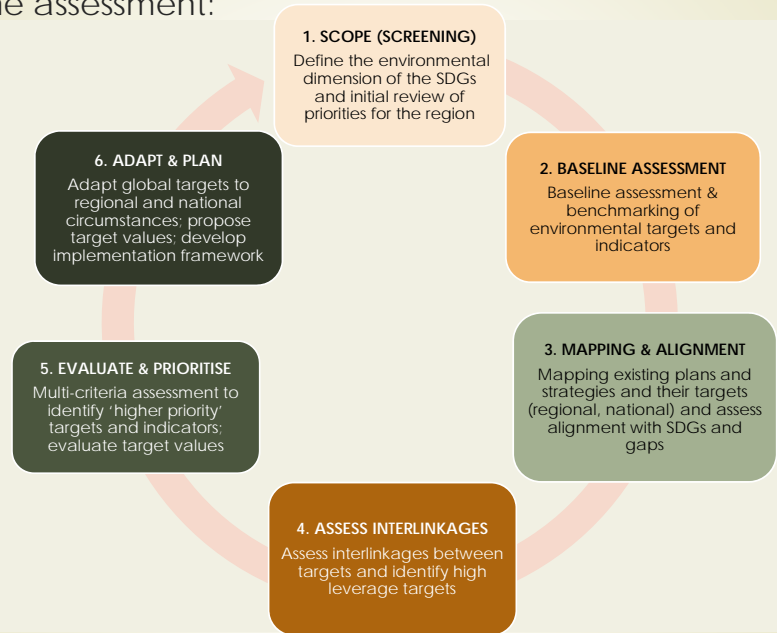 assessment:
1. SCOPE (SCREENING)
Define the environmental
dimension of the SDGs
and initial review of
priorities for the region
2. BASELINE ASSESSMENT
Baseline assessment &
benchmarking of
environmental targets and
indicators
3. MAPPING & ALIGNMENT
Mapping existing plans and
strategies and their targets
(regional, national) and assess
alignment with SDGs and
gaps
4. ASSESS INTERLINKAGES
Assess interlinkages between
targets and identify high
leverage targets
5. EVALUATE & PRIORITISE
Multi-criteria assessment to
identify ‘higher priority’
targets and indicators;
evaluate target values
6. ADAPT & PLAN
Adapt global targets to
regional and national
circumstances; propose
target values; develop
implementation framework